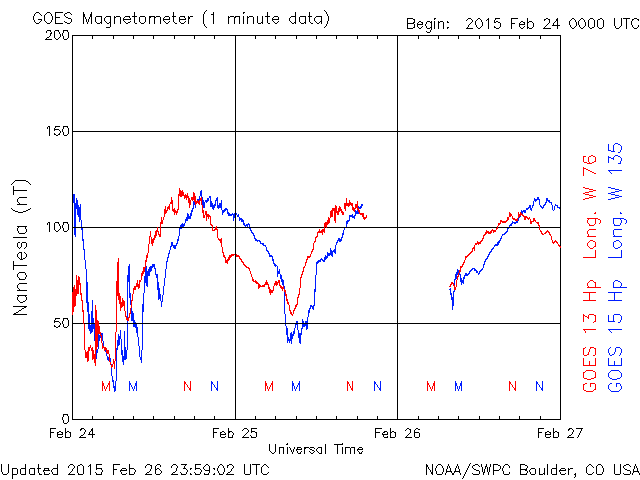 GOES Magnetometer (1 minute data)
Begin: 2015 Feb 24 0000 UTC
200
150
100
50
0
NanoTesla (nT)
M M N N M M N N M M N N
Feb 24 Feb 25 Feb 26 Feb 27
Universal Time
GOES 13 Hp Long. W 76
GOES 15 Hp Long. W 135
Updated 2015 Feb 26 23:59:02 UTC
NOAA/SWPC Boulder, CO USA